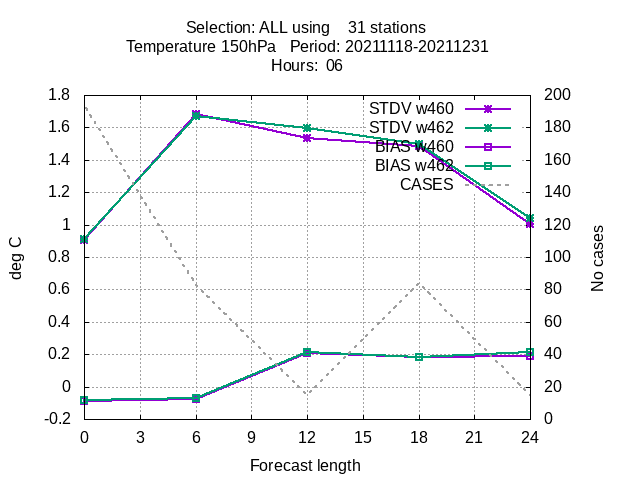 Selection: ALL using    31 stations
Temperature 150hPa   Period: 20211118-20211231
Hours:  06
STDV w460
STDV w462
BIAS w460
BIAS w462
CASES
1.8
1.6
1.4
1.2
1
0.8
0.6
0.4
0.2
0
-0.2
deg C
200
180
160
140
120
100
80
60
40
20
0
No cases
0 3 6 9 12 15 18 21 24
Forecast length